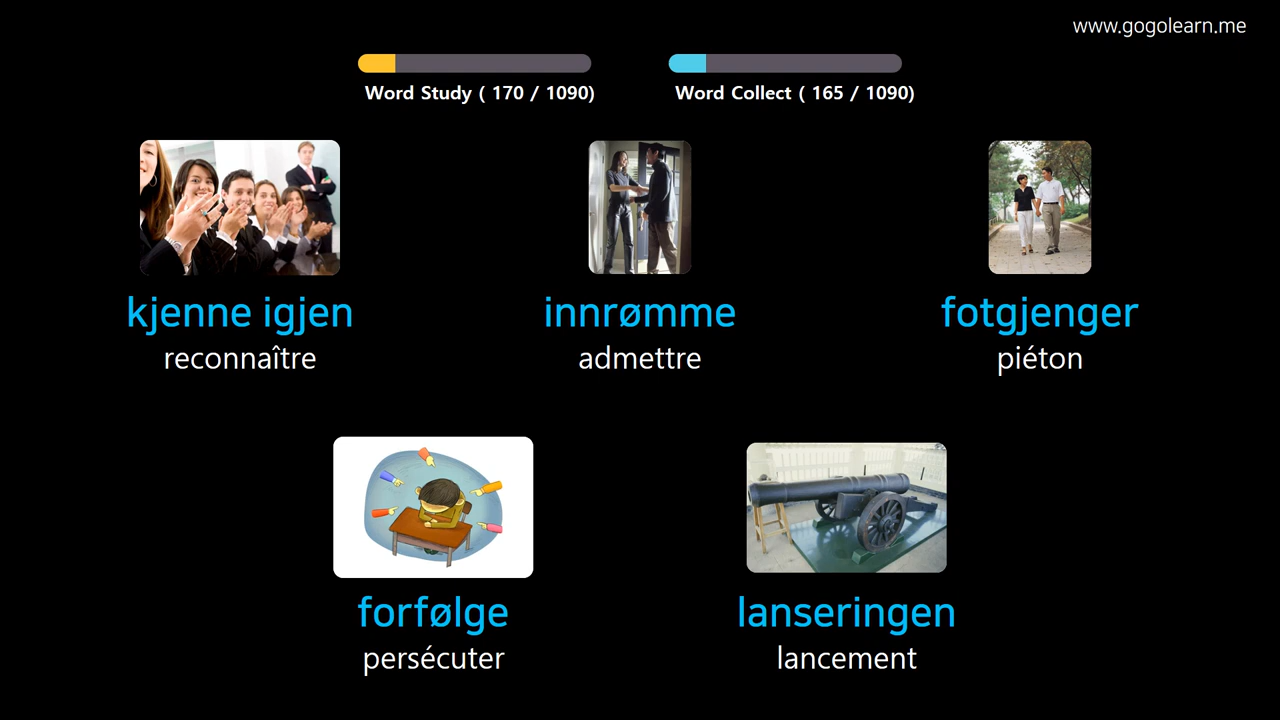 www.gogolearn.me
Word Study ( 170 / 1090)
Word Collect ( 165 / 1090)
kjenne igjen
reconnaître
innrømme
admettre
fotgjenger
piéton
forfølge
persécuter
lanseringen
lancement